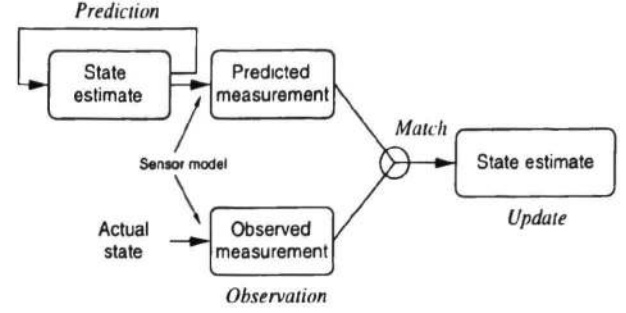 Prediction
State
estimate
Predicted
measurement
Match
State estimate
Sensor model
Update
Actual
state
Observed
measurement
Observation